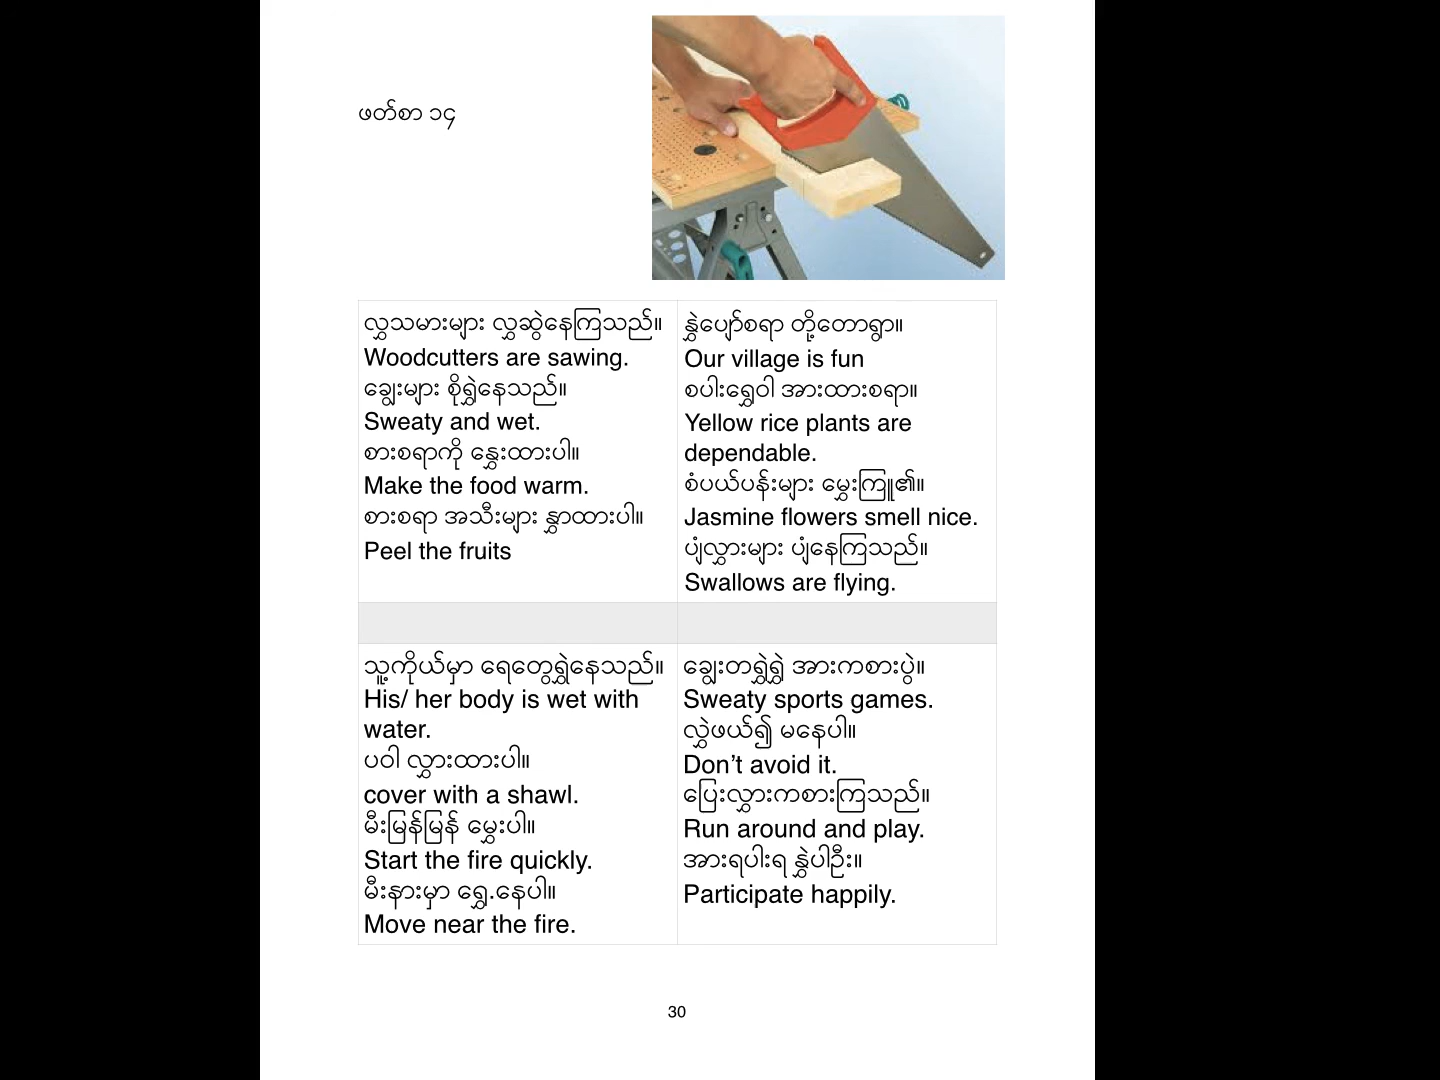 ဖတ်စာ ၁၄
လွှသမားများ လွှဆွဲနေကြသည်။
Woodcutters are sawing.
ချွေးများ စိုရွှဲနေသည်။
Sweaty and wet.
စားစရာကို နွှေးထားပါ။
Make the food warm.
စားစရာ အသီးများ နွှာထားပါ။
Peel the fruits
နွှဲပျော်စရာ တို့တောရွာ။
Our village is fun
စပါးရွှေဝါ အားထားစရာ။
Yellow rice plants are
dependable.
စံပယ်ပန်းများ မွှေးကြူ၏။
Jasmine flowers smell nice.
ပျံလွှားများ ပျံနေကြသည်။
Swallows are flying.
သူ့ကိုယ်မှာ ရေတွေရွှဲနေသည်။
His/ her body is wet with
water.
ပဝါ လွှားထားပါ။
cover with a shawl.
မီးမြန်မြန် မွှေးပါ။
Start the fire quickly.
မီးနားမှာ ရွှေ.နေပါ။
Move near the fire.
ချွေးတရွှဲရွှဲ အားကစားပွဲ။
Sweaty sports games.
လွှဲဖယ်၍ မနေပါ။
Don't avoid it.
ပြေးလွှားကစားကြသည်။
Run around and play.
အားရပါးရ နွှဲပါဦး။
Participate happily.
30